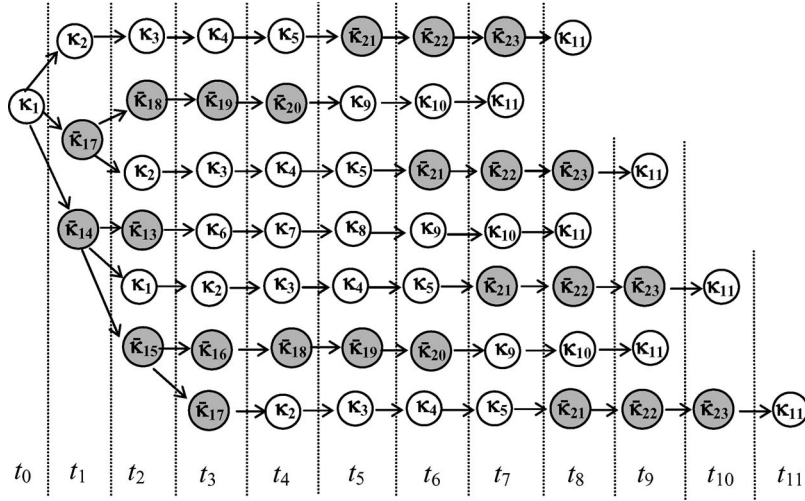 κ₂ κ₃ κ₄ κ₅ κ̄₂₁ κ̄₂₂ κ̄₂₃ κ₁₁
κ₁ κ̄₁₈ κ̄₁₉ κ̄₂₀ κ₉ κ₁₀ κ₁₁
κ̄₁₇
κ₂ κ₃ κ₄ κ₅ κ̄₂₁ κ̄₂₂ κ̄₂₃ κ₁₁
κ̄₁₄ κ̄₁₃ κ₆ κ₇ κ₈ κ₉ κ₁₀ κ₁₁
κ₁ κ₂ κ₃ κ₄ κ₅ κ̄₂₁ κ̄₂₂ κ̄₂₃ κ₁₁
κ̄₁₅ κ̄₁₆ κ̄₁₈ κ̄₁₉ κ̄₂₀ κ₉ κ₁₀ κ₁₁
κ̄₁₇ κ₂ κ₃ κ₄ κ₅ κ̄₂₁ κ̄₂₂ κ̄₂₃ κ₁₁
t₀ t₁ t₂ t₃ t₄ t₅ t₆ t₇ t₈ t₉ t₁₀ t₁₁